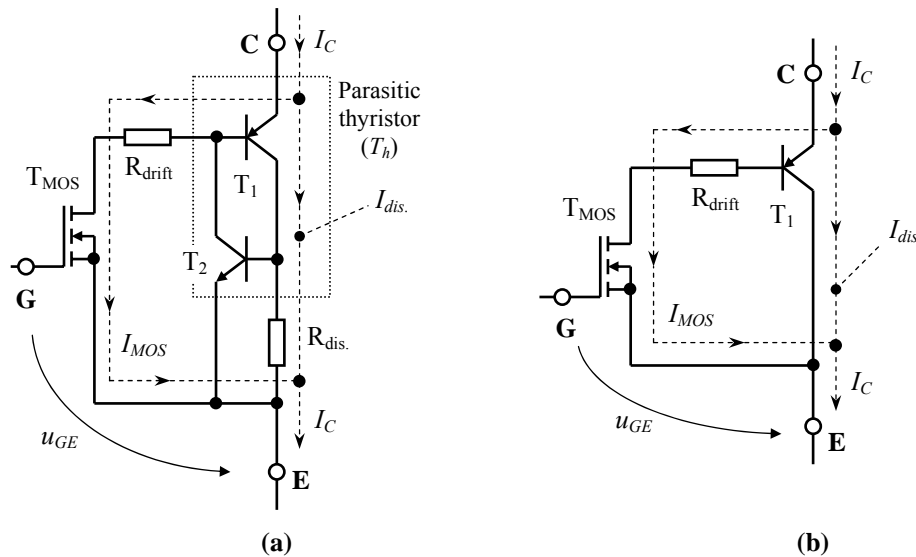 C
I_C
Parasitic
thyristor
(T_h)
R_drift
T_MOS
T_1
I_dis.
T_2
G
I_MOS
R_dis.
I_C
u_GE
E
(a)
C
I_C
R_drift
T_MOS
T_1
I_dis
G
I_MOS
I_C
u_GE
E
(b)